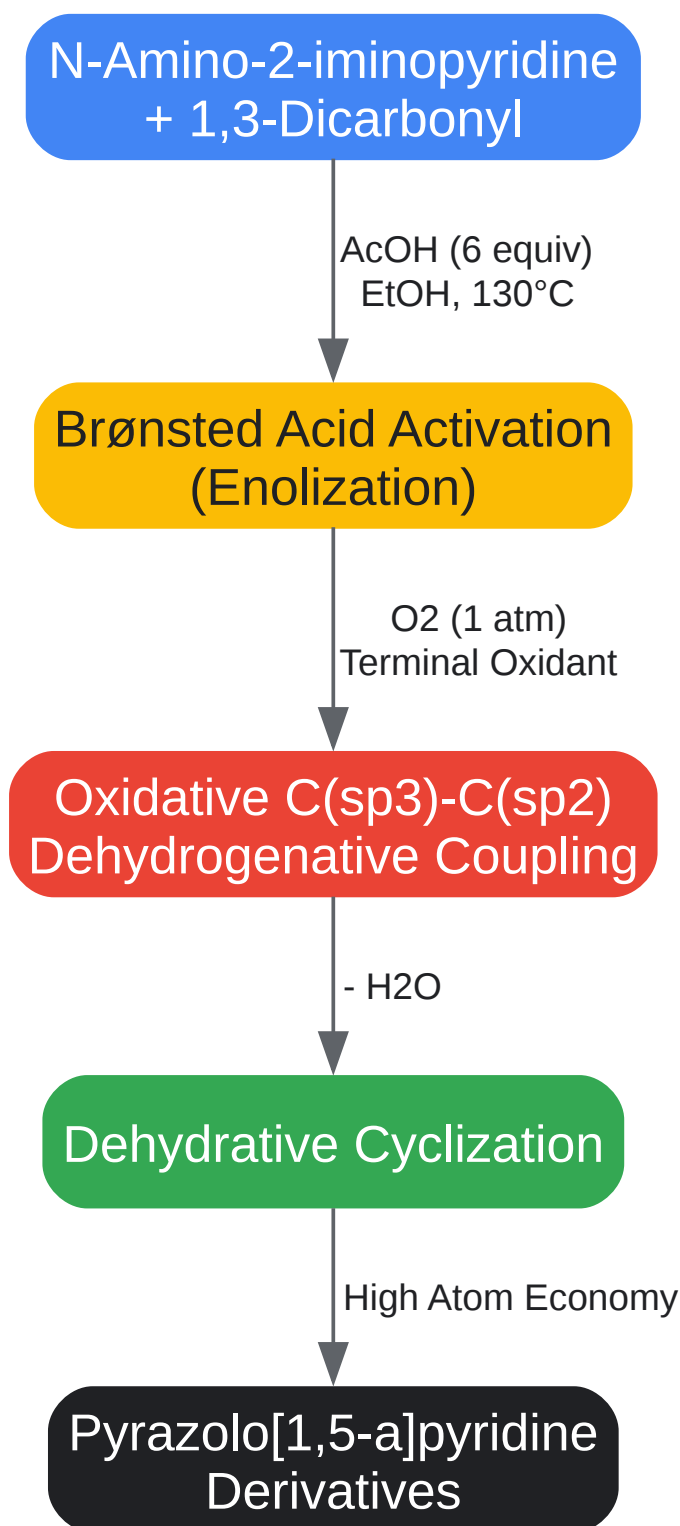 N-Amino-2-iminopyridine
+ 1,3-Dicarbonyl
AcOH (6 equiv)
EtOH, 130°C
Brønsted Acid Activation
(Enolization)
O2 (1 atm)
Terminal Oxidant
Oxidative C(sp3)-C(sp2)
Dehydrogenative Coupling
- H2O
Dehydrative Cyclization
High Atom Economy
Pyrazolo[1,5-a]pyridine
Derivatives